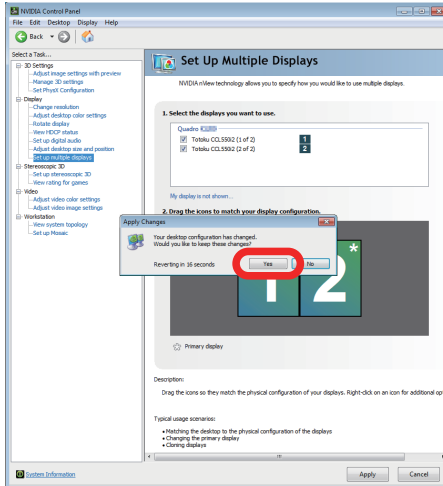 NVIDIA Control Panel
File Edit Desktop Display Help
Back
Select a Task...
3D Settings
Adjust image settings with preview
Manage 3D settings
Set PhysX Configuration
Display
Change resolution
Adjust desktop color settings
Rotate display
View HDCP status
Set up digital audio
Adjust desktop size and position
Set up multiple displays
Stereoscopic 3D
Set up stereoscopic 3D
View rating for games
Video
Adjust video color settings
Adjust video image settings
Workstation
View system topology
Set up Mosaic
System Information
Set Up Multiple Displays
NVIDIA nView technology allows you to specify how you would like to use multiple displays.
1. Select the displays you want to use.
Quadro
Totoku CCL550i2 (1 of 2) 1
Totoku CCL550i2 (2 of 2) 2
My display is not shown...
2. Drag the icons to match your display configuration.
Apply Changes
Your desktop configuration has changed.
Would you like to keep these changes?
Reverting in 16 seconds
Yes No
1 2*
Primary display
Description:
Drag the icons so they match the physical configuration of your displays. Right-click on an icon for additional op
Typical usage scenarios:
• Matching the desktop to the physical configuration of the displays
• Changing the primary display
• Cloning displays
Apply Cancel